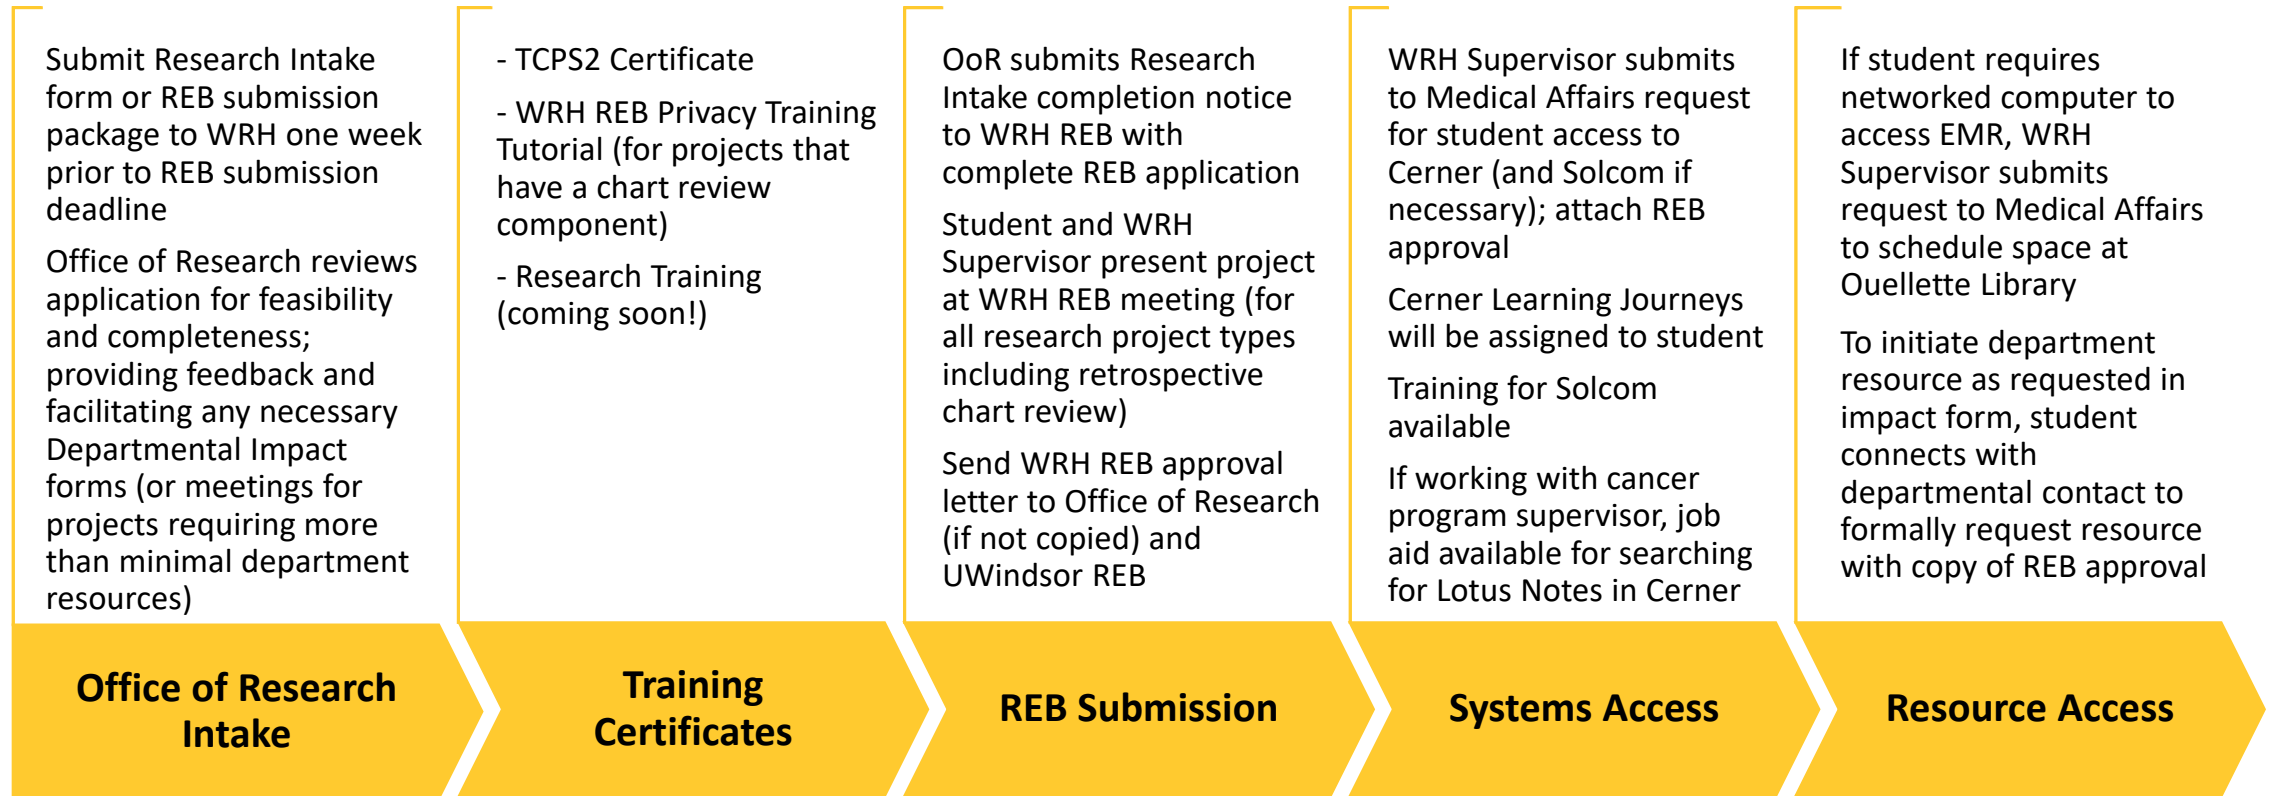 Submit Research Intake
form or REB submission
package to WRH one week
prior to REB submission
deadline
Office of Research reviews
application for feasibility
and completeness;
providing feedback and
facilitating any necessary
Departmental Impact
forms (or meetings for
projects requiring more
than minimal department
resources)
Office of Research
Intake
- TCPS2 Certificate
- WRH REB Privacy Training
Tutorial (for projects that
have a chart review
component)
- Research Training
(coming soon!)
Training
Certificates
OoR submits Research
Intake completion notice
to WRH REB with
complete REB application
Student and WRH
Supervisor present project
at WRH REB meeting (for
all research project types
including retrospective
chart review)
Send WRH REB approval
letter to Office of Research
(if not copied) and
UWindsor REB
REB Submission
WRH Supervisor submits
to Medical Affairs request
for student access to
Cerner (and Solcom if
necessary); attach REB
approval
Cerner Learning Journeys
will be assigned to student
Training for Solcom
available
If working with cancer
program supervisor, job
aid available for searching
for Lotus Notes in Cerner
Systems Access
If student requires
networked computer to
access EMR, WRH
Supervisor submits
request to Medical Affairs
to schedule space at
Ouellette Library
To initiate department
resource as requested in
impact form, student
connects with
departmental contact to
formally request resource
with copy of REB approval
Resource Access